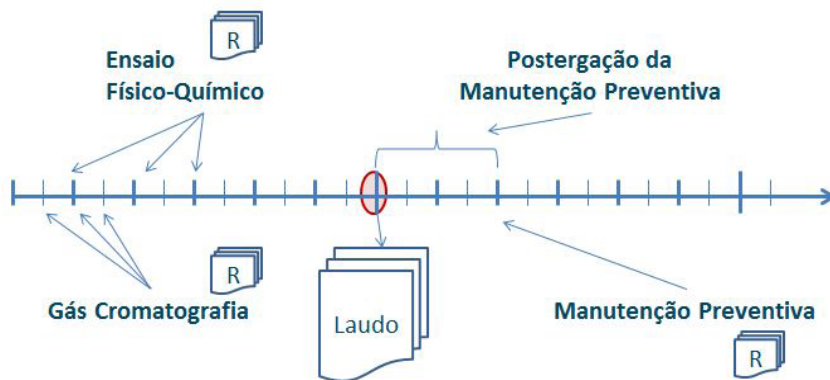 R
Ensaio
Físico-Químico
Postergação da
Manutenção Preventiva
R
Gás Cromatografia
Laudo
Manutenção Preventiva
R